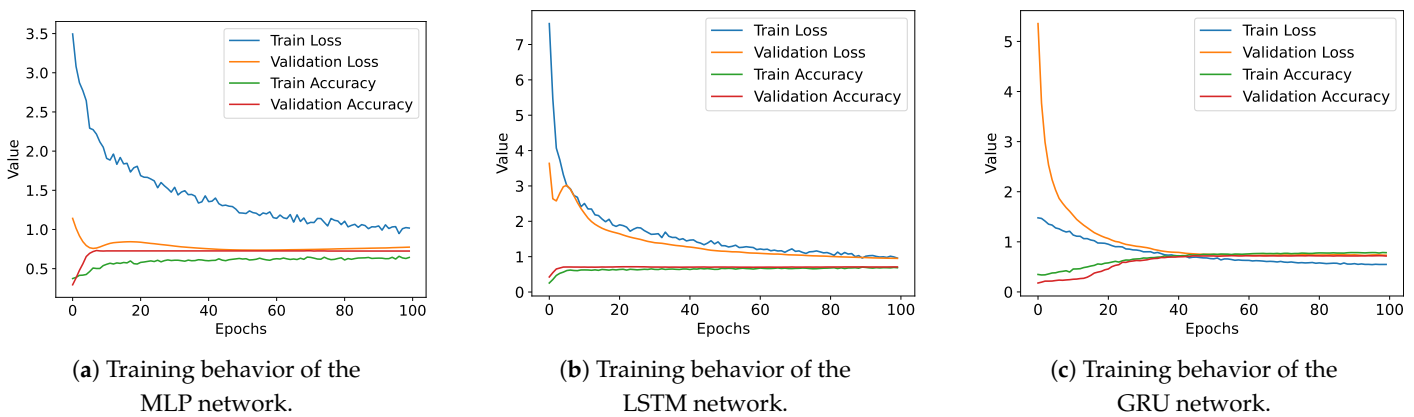 3.5
3.0
2.5
2.0
1.5
1.0
0.5
Value
0 20 40 60 80 100
Epochs
Train Loss
Validation Loss
Train Accuracy
Validation Accuracy
(a) Training behavior of the
MLP network.
7
6
5
4
3
2
1
0
Value
0 20 40 60 80 100
Epochs
Train Loss
Validation Loss
Train Accuracy
Validation Accuracy
(b) Training behavior of the
LSTM network.
5
4
3
2
1
0
Value
0 20 40 60 80 100
Epochs
Train Loss
Validation Loss
Train Accuracy
Validation Accuracy
(c) Training behavior of the
GRU network.